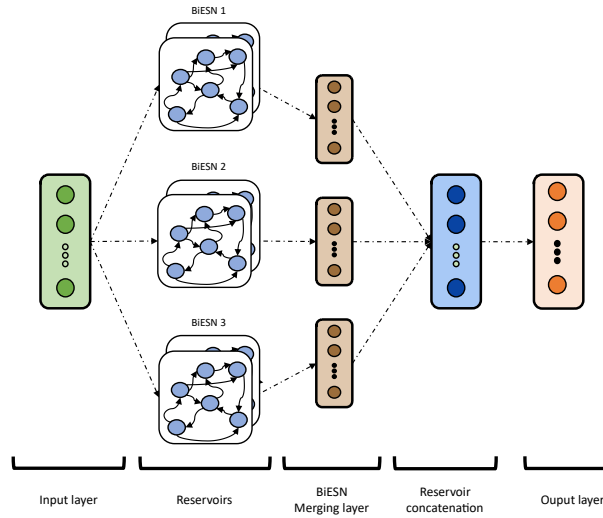 BiESN 1
BiESN 2
BiESN 3
Input layer
Reservoirs
BiESN
Merging layer
Reservoir
concatenation
Ouput layer